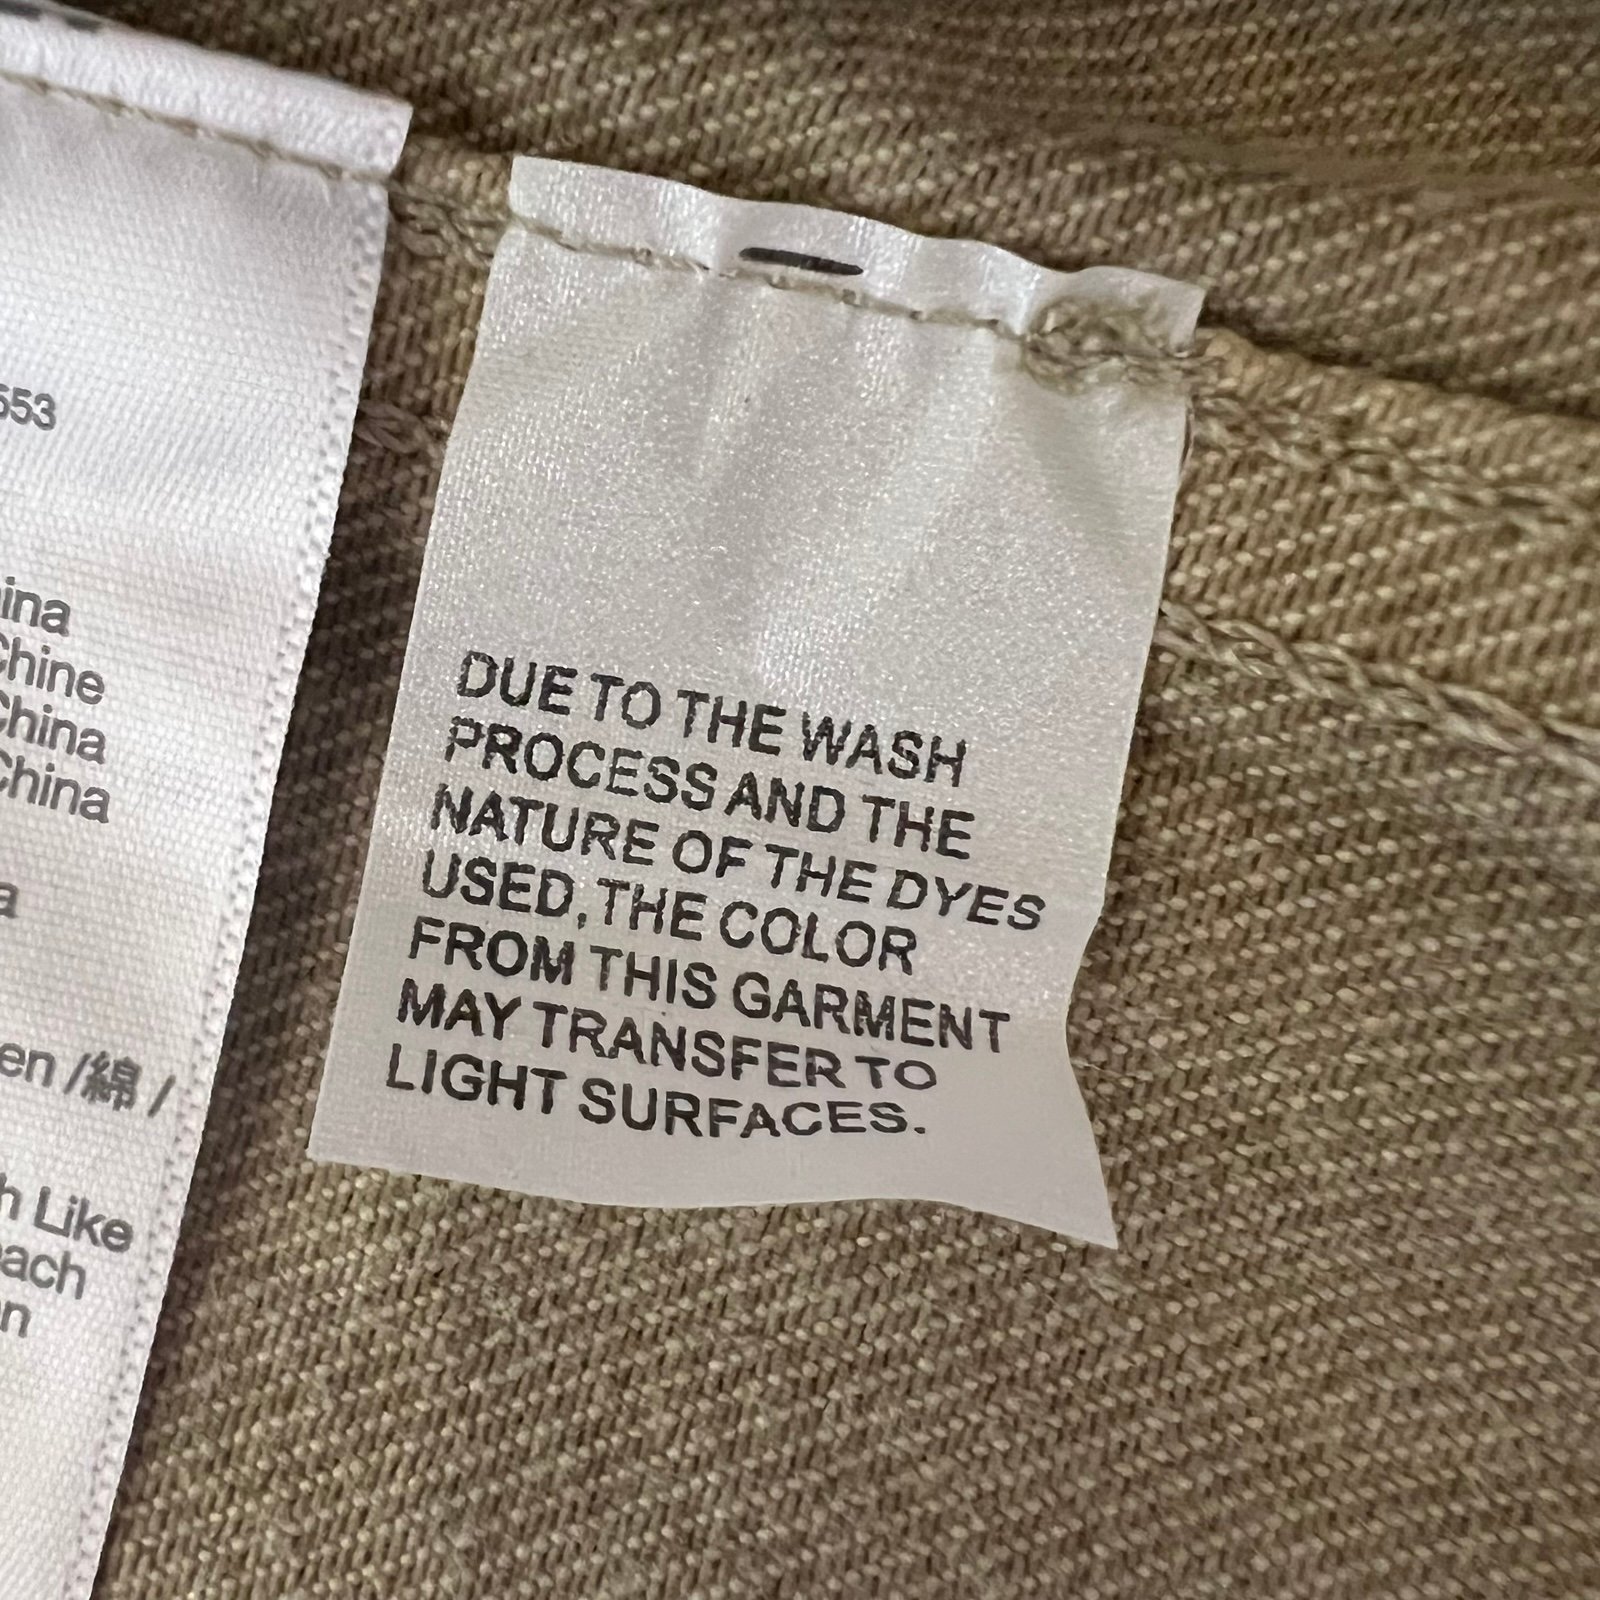 553
China
Chine
China
China
綿 /
Like
DUE TO THE WASH
PROCESS AND THE
NATURE OF THE DYES
USED,THE COLOR
FROM THIS GARMENT
MAY TRANSFER TO
LIGHT SURFACES.